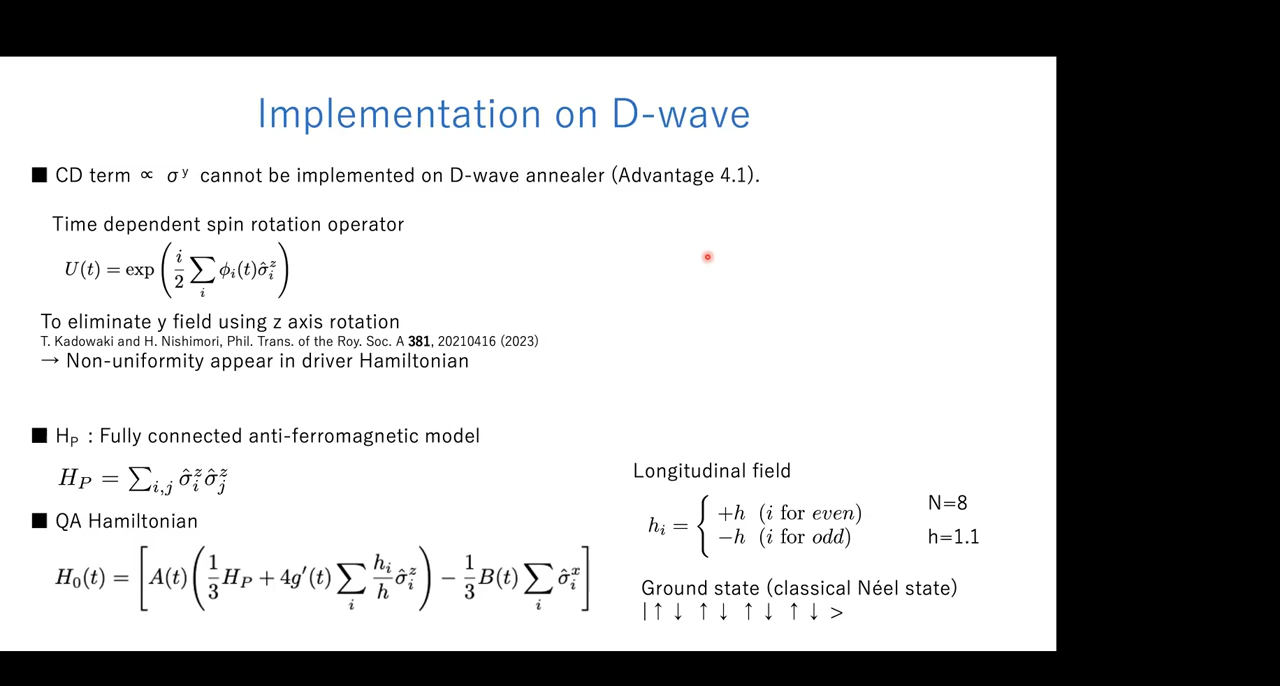 Implementation on D-wave
■ CD term ∝ σʸ cannot be implemented on D-wave annealer (Advantage 4.1).
Time dependent spin rotation operator
U(t) = exp( i/2 ∑_i ϕ_i(t)σ̂_i^z )
To eliminate y field using z axis rotation
T. Kadowaki and H. Nishimori, Phil. Trans. of the Roy. Soc. A 381, 20210416 (2023)
→ Non-uniformity appear in driver Hamiltonian
■ H_P : Fully connected anti-ferromagnetic model
H_P = ∑_{i,j} σ̂_i^z σ̂_j^z
■ QA Hamiltonian
H_0(t) = [ A(t)( 1/3 H_P + 4g′(t) ∑_i h_i/h σ̂_i^z ) − 1/3 B(t) ∑_i σ̂_i^x ]
Longitudinal field
h_i = { +h (i for even)
−h (i for odd)
N=8
h=1.1
Ground state (classical Néel state)
|↑ ↓ ↑ ↓ ↑ ↓ ↑ ↓ >